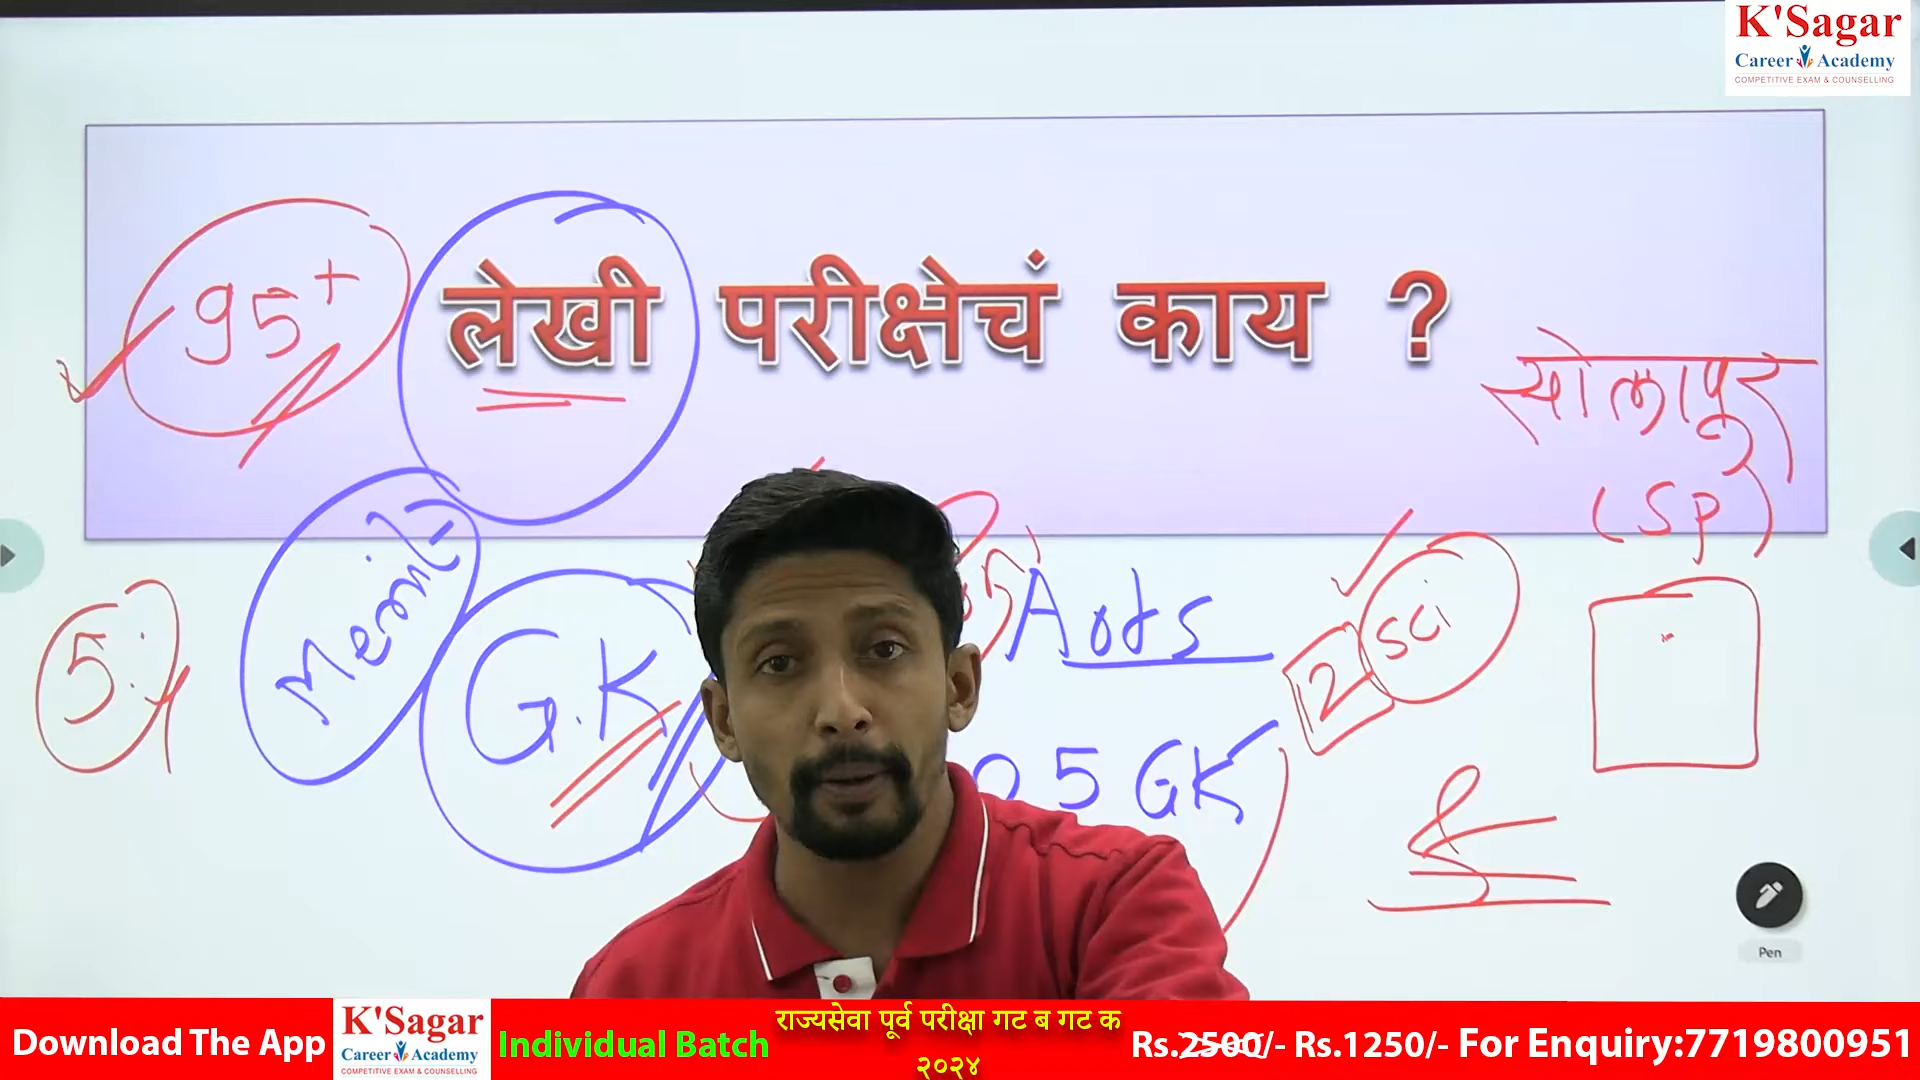 K'Sagar
Career Academy
COMPETITIVE EXAM & COUNSELLING
95+
लेखी परीक्षेचं काय ?
सोलापूर
(SP)
Merit
5
G.K
Arts
2 SCi
25 GK
Pen
Download The App
K'Sagar
Career Academy
COMPETITIVE EXAM & COUNSELLING
Individual Batch
राज्यसेवा पूर्व परीक्षा गट ब गट क
२०२४
Rs.2500/- Rs.1250/- For Enquiry:7719800951